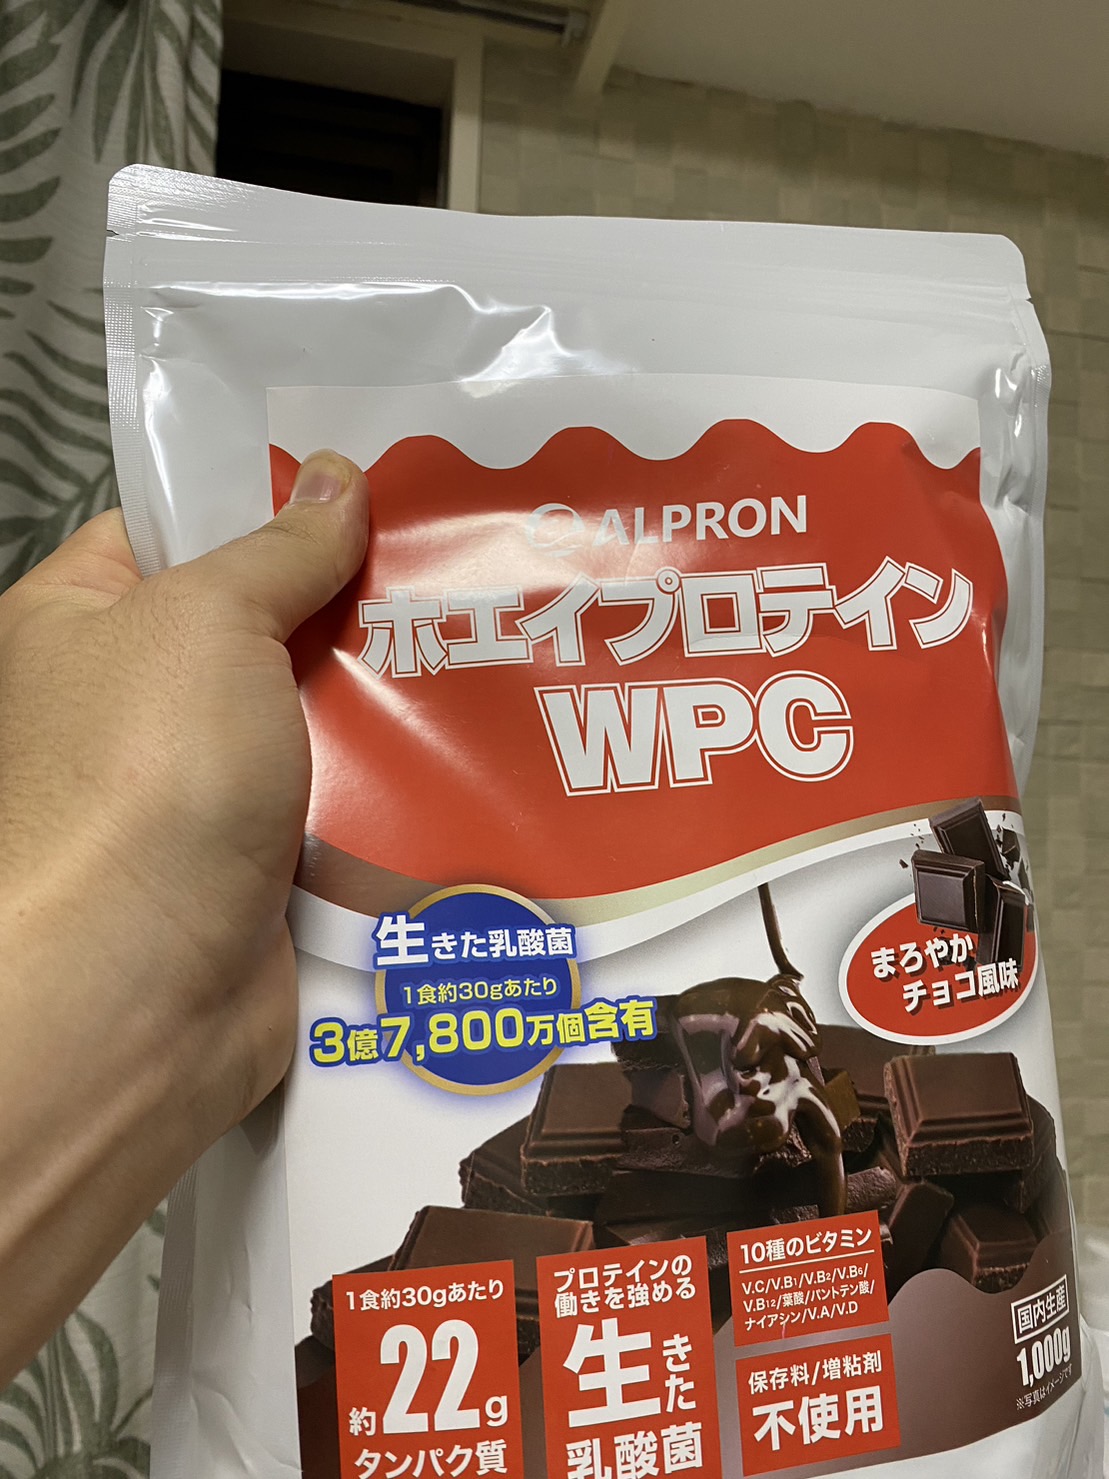 ALPRON
ホエイプロテイン
WPC
まろやか
チョコ風味
生きた乳酸菌
1食約30gあたり
3億7,800万個含有
1食約30gあたり
約22g
タンパク質
プロテインの
働きを強める
生きた
乳酸菌
10種のビタミン
V.C/V.B1/V.B2/V.B6/
V.B12/葉酸/パントテン酸/
ナイアシン/V.A/V.D
保存料/増粘剤
不使用
国内生産
1,000g
※写真はイメージです